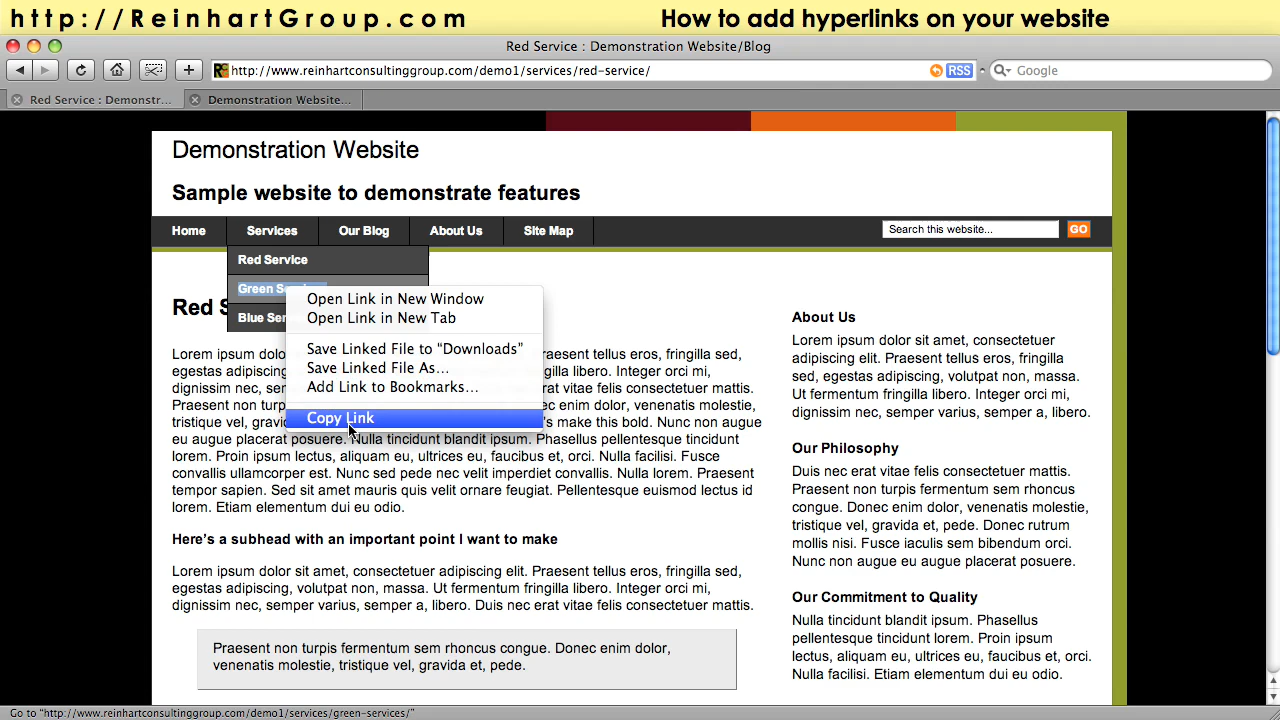 http://ReinhartGroup.com
How to add hyperlinks on your website
Red Service : Demonstration Website/Blog
http://www.reinhartconsultinggroup.com/demo1/services/red-service/
RSS
Google
Red Service : Demonstr...
Demonstration Website...
Demonstration Website
Sample website to demonstrate features
Home
Services
Our Blog
About Us
Site Map
Search this website...
GO
Red Service
Green
Blue
Open Link in New Window
Open Link in New Tab
Save Linked File to “Downloads”
Save Linked File As...
Add Link to Bookmarks...
Copy Link
Red
Lorem ipsum dolo raesent tellus eros, fringilla sed,
egestas adipiscing, ng libero. Integer orci mi,
dignissim nec, sem felis consectetuer mattis.
Praesent non turp c enim dolor, venenatis molestie,
tristique vel, gravi 's make this bold. Nunc non augue
eu augue placerat posuere. Nulla tincidunt blandit ipsum. Phasellus pellentesque tincidunt
lorem. Proin ipsum lectus, aliquam eu, ultrices eu, faucibus et, orci. Nulla facilisi. Fusce
convallis ullamcorper est. Nunc sed pede nec velit imperdiet convallis. Nulla lorem. Praesent
tempor sapien. Sed sit amet mauris quis velit ornare feugiat. Pellentesque euismod lectus id
lorem. Etiam elementum dui eu odio.
Here's a subhead with an important point I want to make
Lorem ipsum dolor sit amet, consectetuer adipiscing elit. Praesent tellus eros, fringilla sed,
egestas adipiscing, volutpat non, massa. Ut fermentum fringilla libero. Integer orci mi,
dignissim nec, semper varius, semper a, libero. Duis nec erat vitae felis consectetuer mattis.
Praesent non turpis fermentum sem rhoncus congue. Donec enim dolor,
venenatis molestie, tristique vel, gravida et, pede.
About Us
Lorem ipsum dolor sit amet, consectetuer
adipiscing elit. Praesent tellus eros, fringilla
sed, egestas adipiscing, volutpat non, massa.
Ut fermentum fringilla libero. Integer orci mi,
dignissim nec, semper varius, semper a, libero.
Our Philosophy
Duis nec erat vitae felis consectetuer mattis.
Praesent non turpis fermentum sem rhoncus
congue. Donec enim dolor, venenatis molestie,
tristique vel, gravida et, pede. Donec rutrum
mollis nisi. Fusce iaculis sem bibendum orci.
Nunc non augue eu augue placerat posuere.
Our Commitment to Quality
Nulla tincidunt blandit ipsum. Phasellus
pellentesque tincidunt lorem. Proin ipsum
lectus, aliquam eu, ultrices eu, faucibus et, orci.
Nulla facilisi. Etiam elementum dui eu odio.
Go to "http://www.reinhartconsultinggroup.com/demo1/services/green-services/"